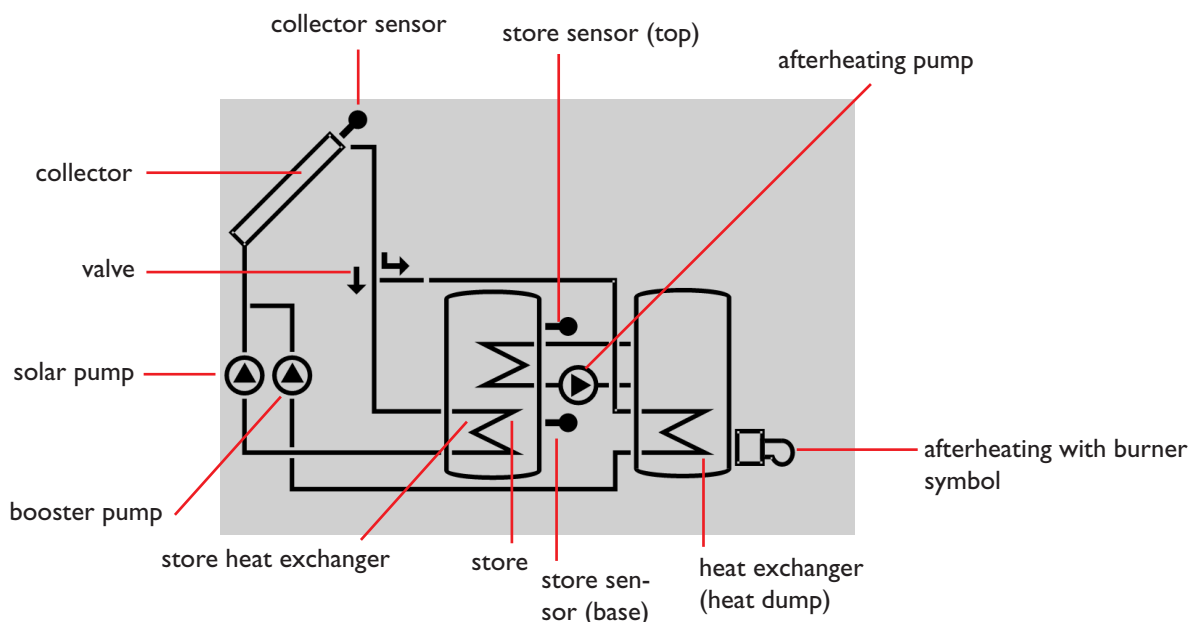 collector sensor
store sensor (top)
afterheating pump
collector
valve
solar pump
booster pump
store heat exchanger
store
store sen-
sor (base)
heat exchanger
(heat dump)
afterheating with burner
symbol